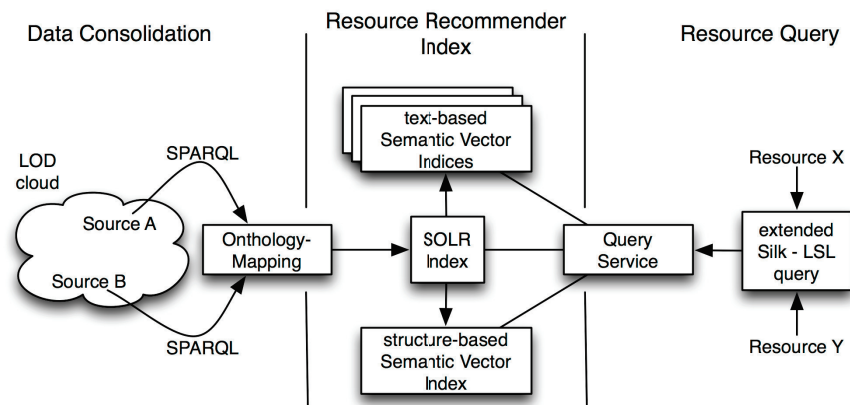 Data Consolidation
Resource Recommender
Index
Resource Query
LOD
cloud
SPARQL
Source A
Source B
SPARQL
Onthology-
Mapping
text-based
Semantic Vector
Indices
SOLR
Index
structure-based
Semantic Vector
Index
Query
Service
Resource X
extended
Silk - LSL
query
Resource Y